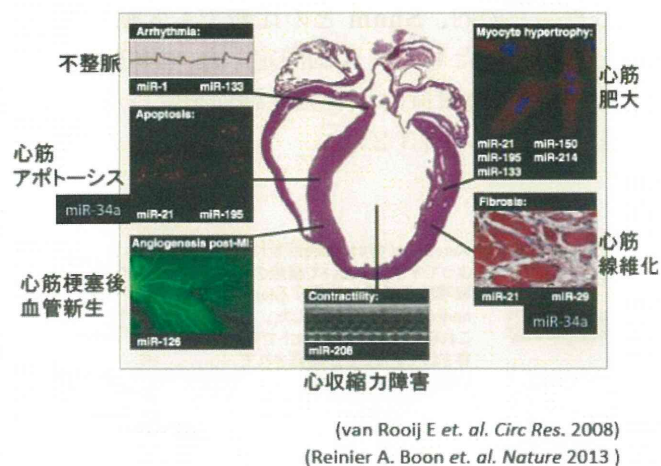 Arrhythmia:
不整脈
miR-1 miR-133
Apoptosis:
心筋
アポトーシス
miR-34a
miR-21 miR-195
Angiogenesis post-MI:
心筋梗塞後
血管新生
miR-126
Myocyte hypertrophy:
心筋
肥大
miR-21 miR-150
miR-195 miR-214
miR-133
Fibrosis:
心筋
線維化
miR-21 miR-29
miR-34a
Contractility:
miR-208
心収縮力障害
(van Rooij E et. al. Circ Res. 2008)
(Reinier A. Boon et. al. Nature 2013 )